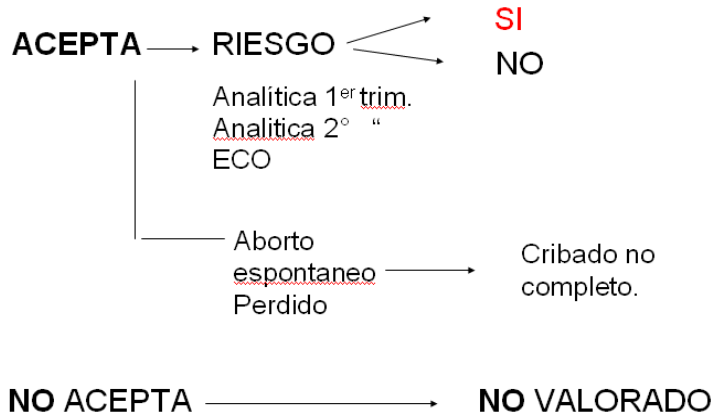 ACEPTA RIESGO SI
NO
Analítica 1er trim.
Analitica 2° “
ECO
Aborto
espontaneo
Perdido
Cribado no
completo.
NO ACEPTA NO VALORADO